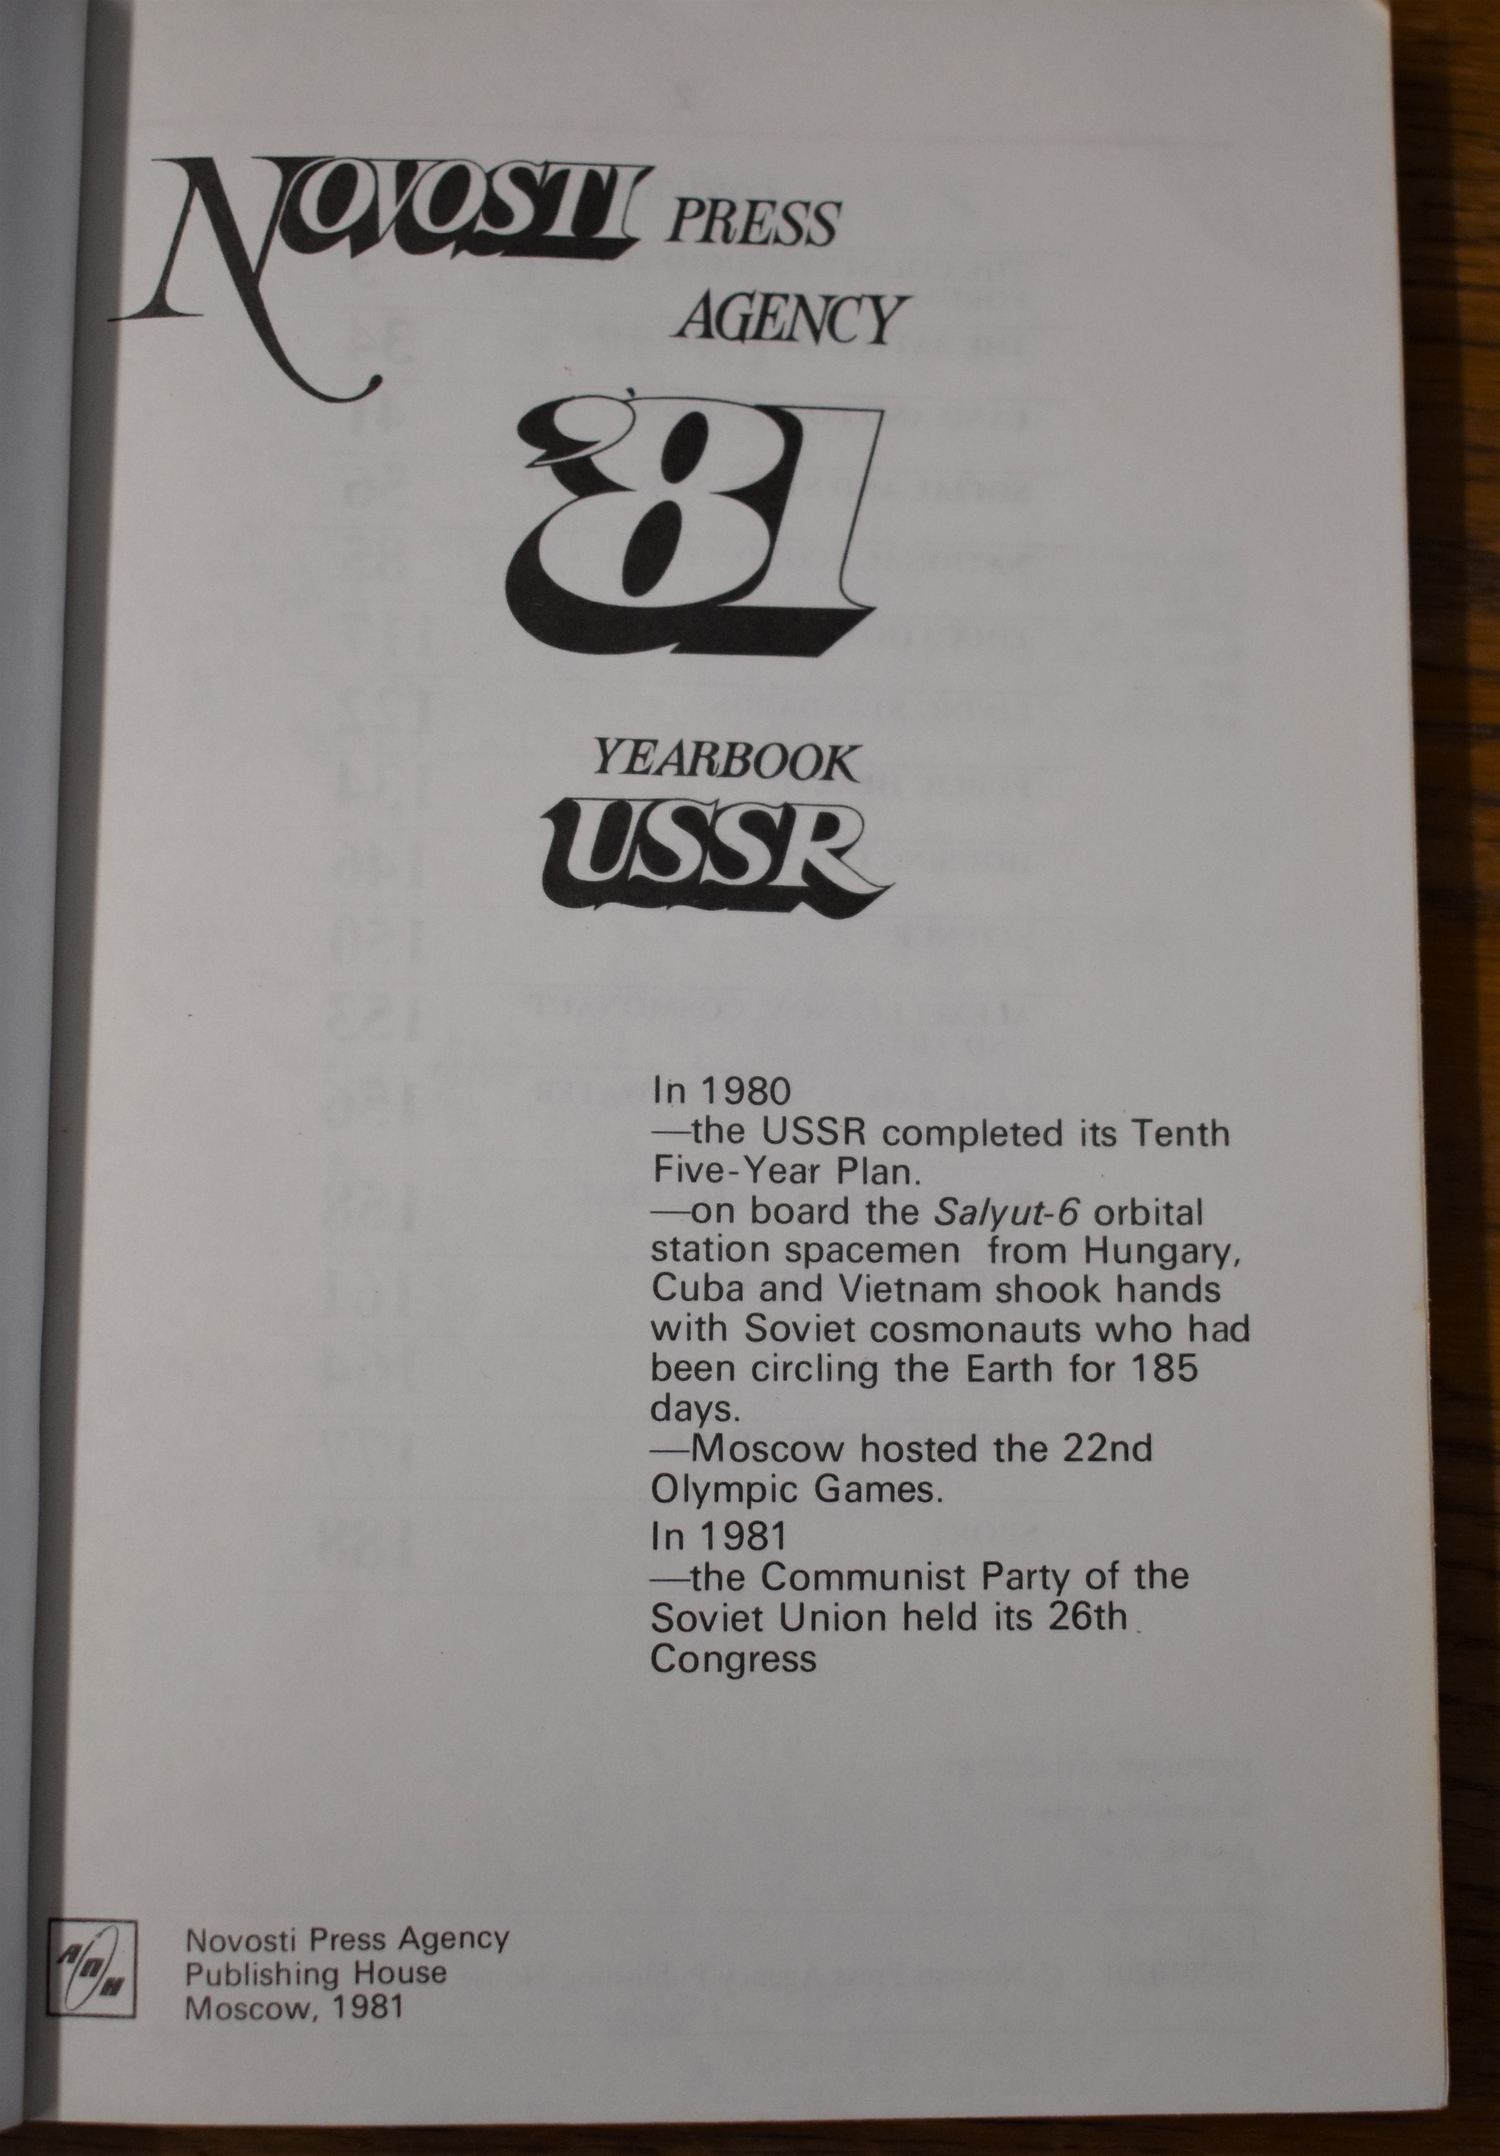 NOVOSTI PRESS
AGENCY
'81
YEARBOOK
USSR
In 1980
—the USSR completed its Tenth
Five-Year Plan.
—on board the Salyut-6 orbital
station spacemen from Hungary,
Cuba and Vietnam shook hands
with Soviet cosmonauts who had
been circling the Earth for 185
days.
—Moscow hosted the 22nd
Olympic Games.
In 1981
—the Communist Party of the
Soviet Union held its 26th
Congress
АПН
Novosti Press Agency
Publishing House
Moscow, 1981